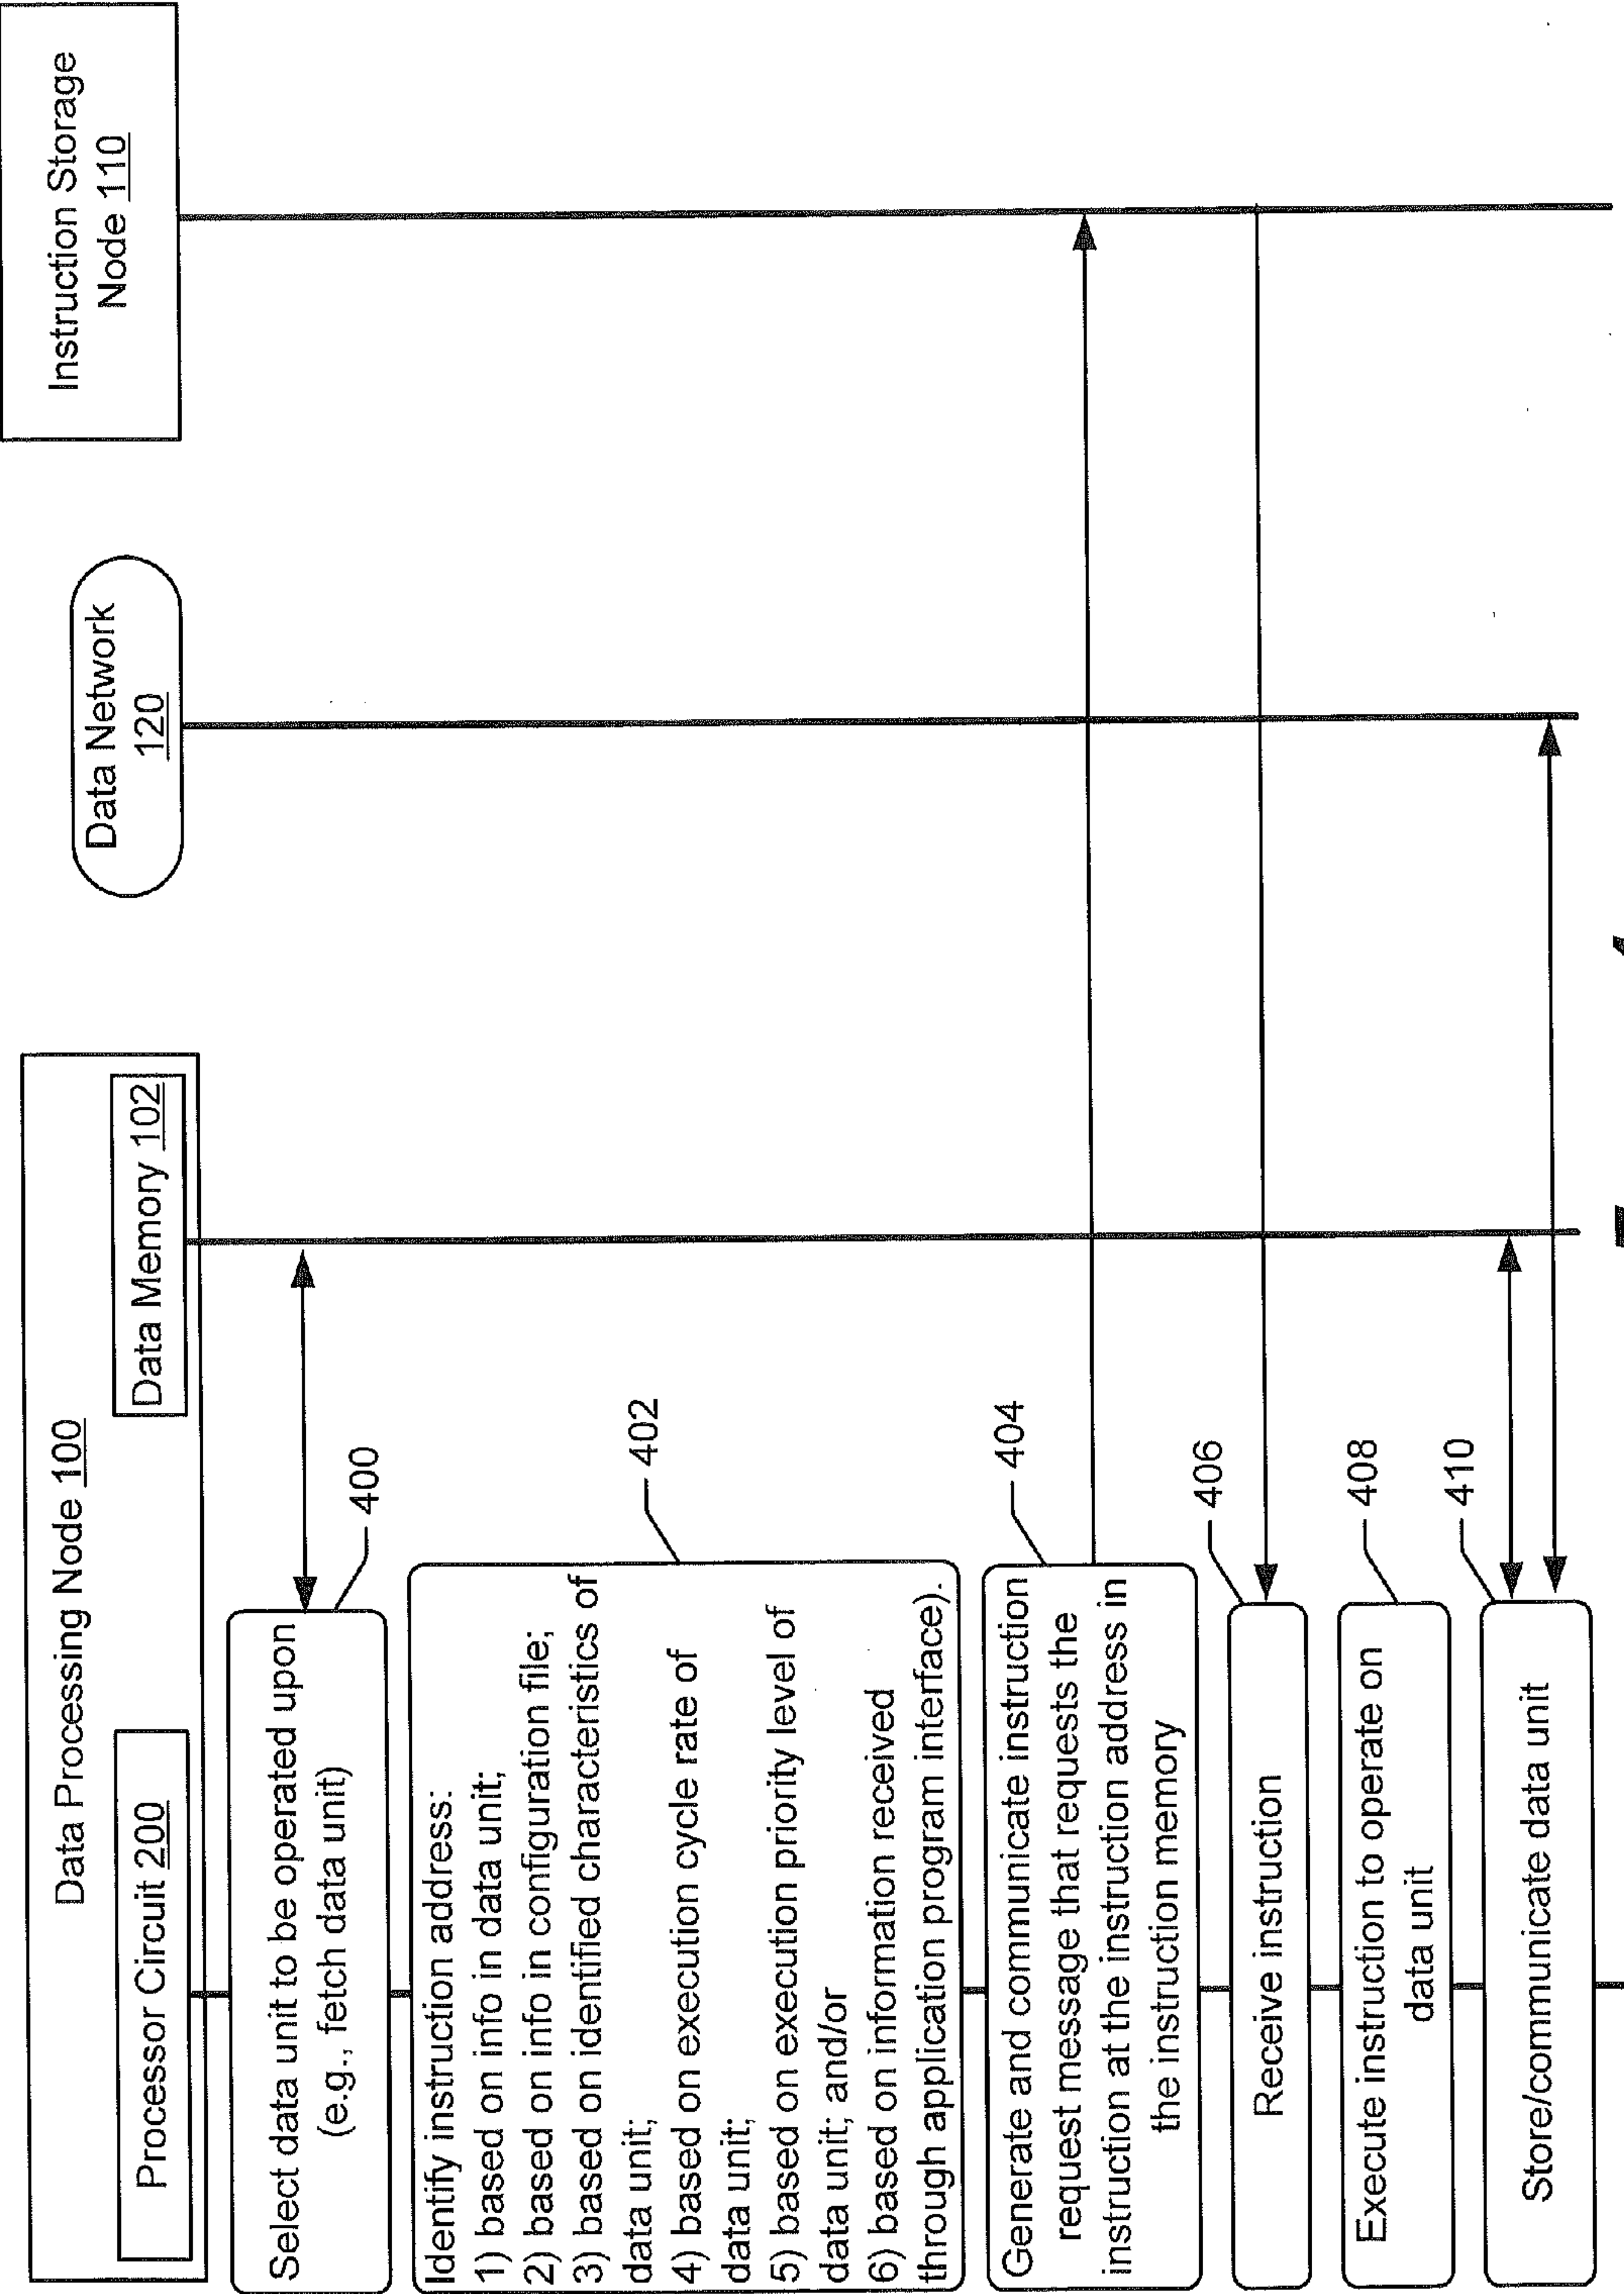 Data Processing Node 100
Processor Circuit 200
Data Memory 102
Data Network
120
Instruction Storage
Node 110
Select data unit to be operated upon
(e.g., fetch data unit)
400
Identify instruction address:
1) based on info in data unit;
2) based on info in configuration file;
3) based on identified characteristics of
data unit;
4) based on execution cycle rate of
data unit;
5) based on execution priority level of
data unit; and/or
6) based on information received
through application program interface).
402
Generate and communicate instruction
request message that requests the
instruction at the instruction address in
the instruction memory
404
Receive instruction
406
Execute instruction to operate on
data unit
408
Store/communicate data unit
410